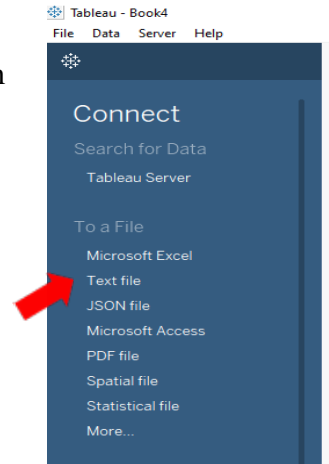 Tableau - Book4
File Data Server Help
Connect
Search for Data
Tableau Server
To a File
Microsoft Excel
Text file
JSON file
Microsoft Access
PDF file
Spatial file
Statistical file
More...